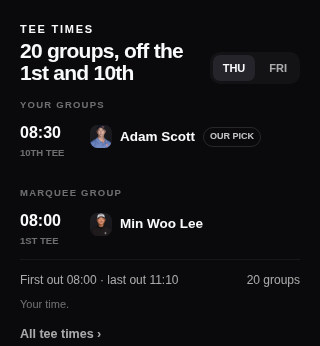 TEE TIMES
20 groups, off the
1st and 10th
THU FRI
YOUR GROUPS
08:30 Adam Scott OUR PICK
10TH TEE
MARQUEE GROUP
08:00 Min Woo Lee
1ST TEE
First out 08:00 · last out 11:10 20 groups
Your time.
All tee times ›